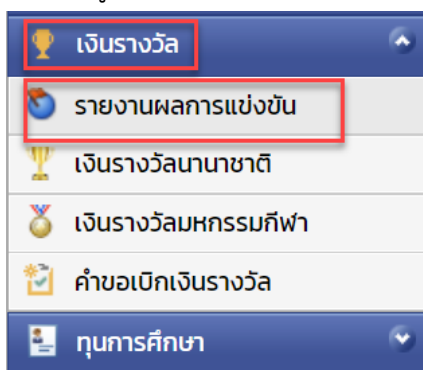 เงินรางวัล
รายงานผลการแข่งขัน
เงินรางวัลนานาชาติ
เงินรางวัลมหกรรมกีฬา
คำขอเบิกเงินรางวัล
ทุนการศึกษา